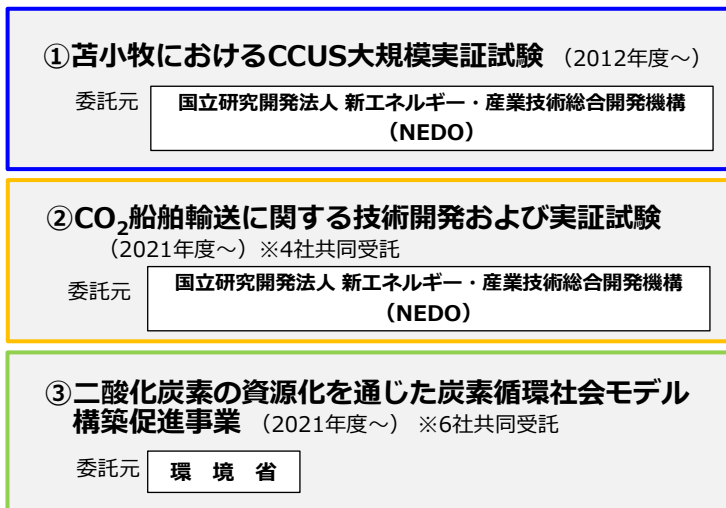 ①苫小牧におけるCCUS大規模実証試験 （2012年度～）
委託元 国立研究開発法人 新エネルギー・産業技術総合開発機構
（NEDO）
②CO₂船舶輸送に関する技術開発および実証試験
（2021年度～）※4社共同受託
委託元 国立研究開発法人 新エネルギー・産業技術総合開発機構
（NEDO）
③二酸化炭素の資源化を通じた炭素循環社会モデル
構築促進事業 （2021年度～） ※6社共同受託
委託元 環 境 省